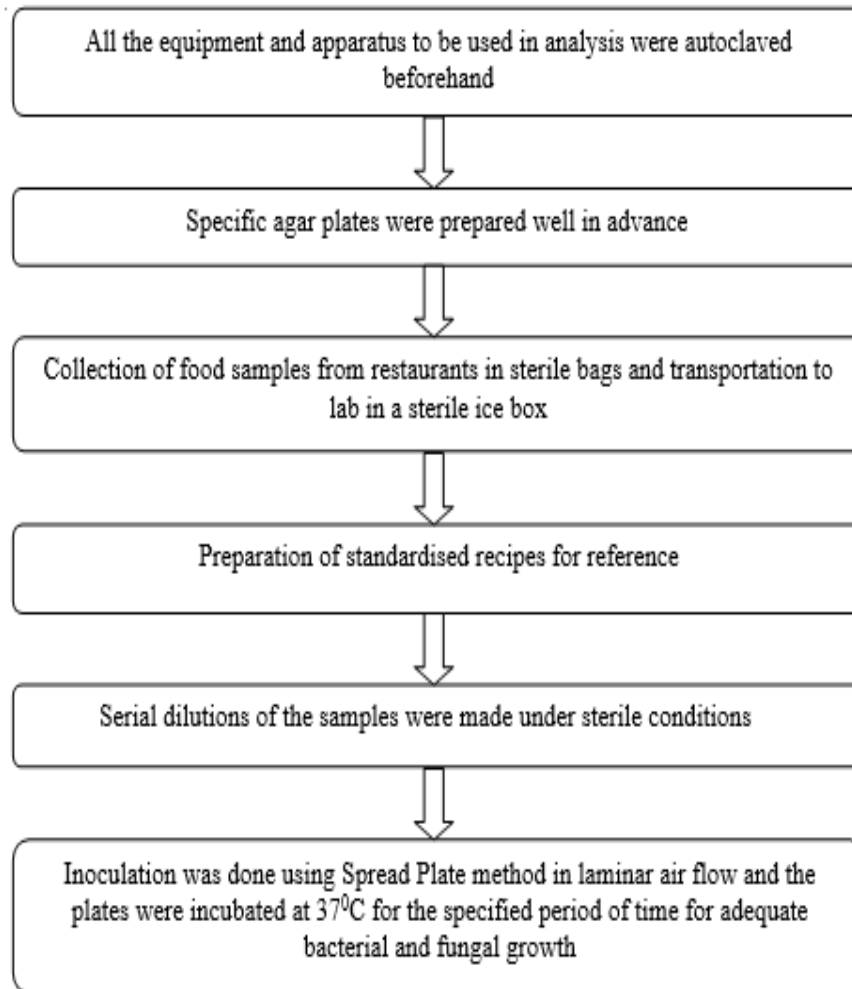 All the equipment and apparatus to be used in analysis were autoclaved
beforehand
Specific agar plates were prepared well in advance
Collection of food samples from restaurants in sterile bags and transportation to
lab in a sterile ice box
Preparation of standardised recipes for reference
Serial dilutions of the samples were made under sterile conditions
Inoculation was done using Spread Plate method in laminar air flow and the
plates were incubated at 37⁰C for the specified period of time for adequate
bacterial and fungal growth